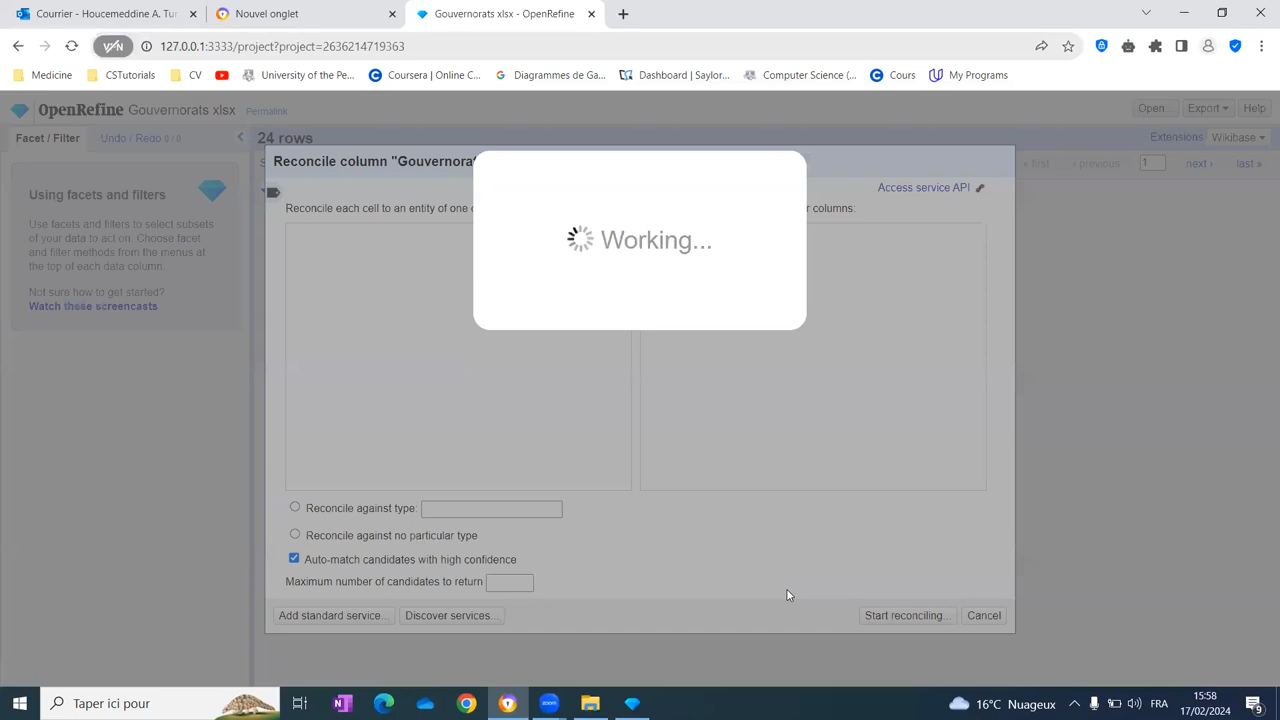 Courrier - Houcemeddine A. Tur
Nouvel onglet
Gouvernorats xlsx - OpenRefine
127.0.0.1:3333/project?project=2636214719363
Medicine
CSTutorials
CV
University of the Pe...
Coursera | Online C...
Diagrammes de Ga...
Dashboard | Saylor...
Computer Science (...
Cours
My Programs
OpenRefine Gouvernorats xlsx Permalink
Open...
Export
Help
Facet / Filter
Undo / Redo 0 / 0
24 rows
Extensions
Wikibase
« first
‹ previous
1
next ›
last »
Reconcile column "Gouvernorat
Access service API
Using facets and filters
Use facets and filters to select subsets
of your data to act on. Choose facet
and filter methods from the menus at
the top of each data column.
Not sure how to get started?
Watch these screencasts
Reconcile each cell to an entity of one o
r columns:
Working...
Reconcile against type:
Reconcile against no particular type
Auto-match candidates with high confidence
Maximum number of candidates to return
Add standard service...
Discover services...
Start reconciling...
Cancel
Taper ici pour
zoom
16°C Nuageux
FRA
15:58
17/02/2024
9